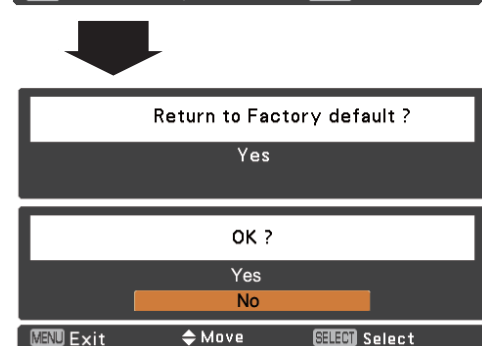 Return to Factory default ?
Yes
OK ?
Yes
No
MENU Exit Move SELECT Select